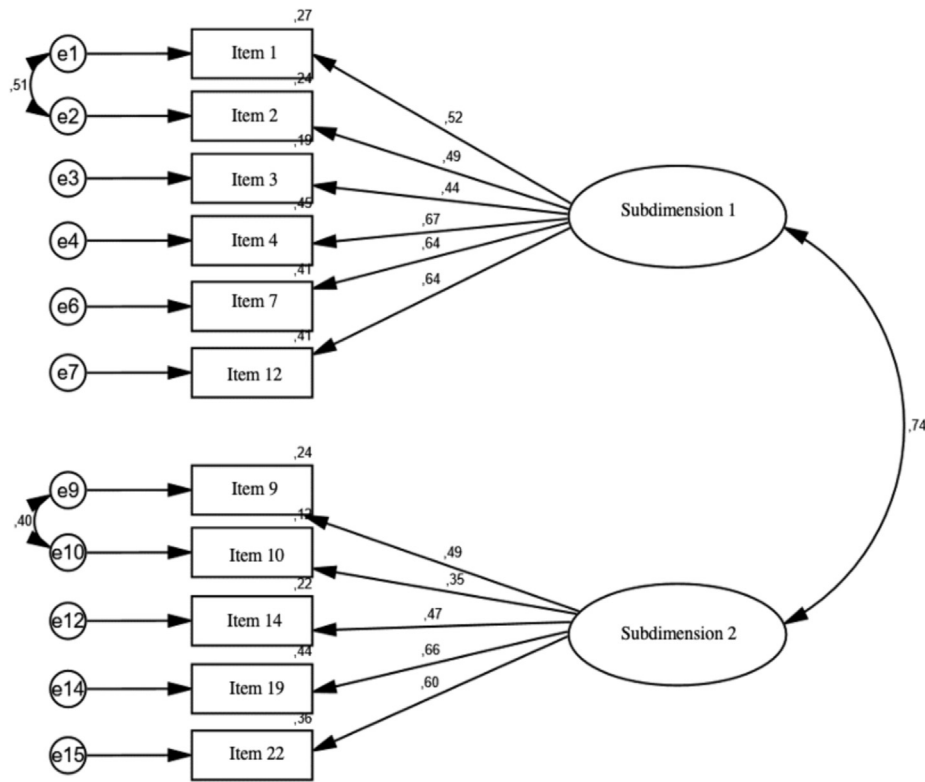 ,27
e1
Item 1
,51
,24
e2
Item 2
,52
,19
e3
Item 3
,49
,44
,45
e4
Item 4
,67
Subdimension 1
,64
,41
e6
Item 7
,64
,41
e7
Item 12
,74
,24
e9
Item 9
,40
,12
e10
Item 10
,49
,35
,22
e12
Item 14
,47
Subdimension 2
,44
e14
Item 19
,66
,60
,36
e15
Item 22